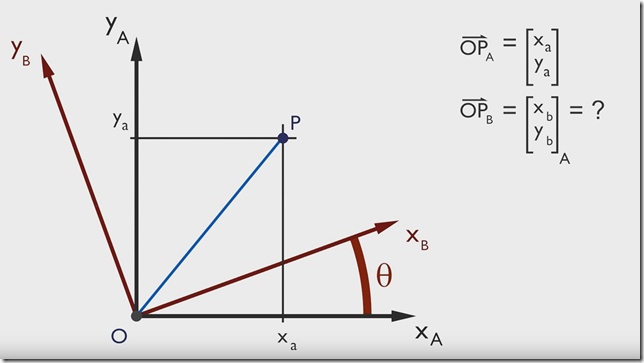 y_A
y_B
y_a
P
x_B
θ
O
x_a
x_A
OP_A = [x_a
y_a]
OP_B = [x_b
y_b]_A = ?